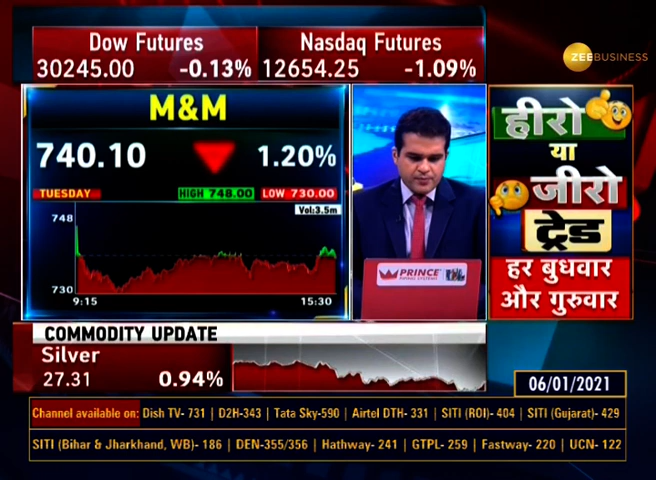 Dow Futures
30245.00 -0.13%
Nasdaq Futures
12654.25 -1.09%
ZEEBUSINESS
M&M
740.10 1.20%
TUESDAY HIGH 748.00 LOW 730.00
Vol:3.5m
748
730
9:15 15:30
PRINCE
PIPING SYSTEMS
हीरो
या
जीरो
ट्रेड
हर बुधवार
और गुरुवार
COMMODITY UPDATE
Silver
27.31 0.94%
06/01/2021
Channel available on: Dish TV- 731 | D2H-343 | Tata Sky-590 | Airtel DTH- 331 | SITI (ROI)- 404 | SITI (Gujarat)- 429
SITI (Bihar & Jharkhand, WB)- 186 | DEN-355/356 | Hathway- 241 | GTPL- 259 | Fastway- 220 | UCN- 122